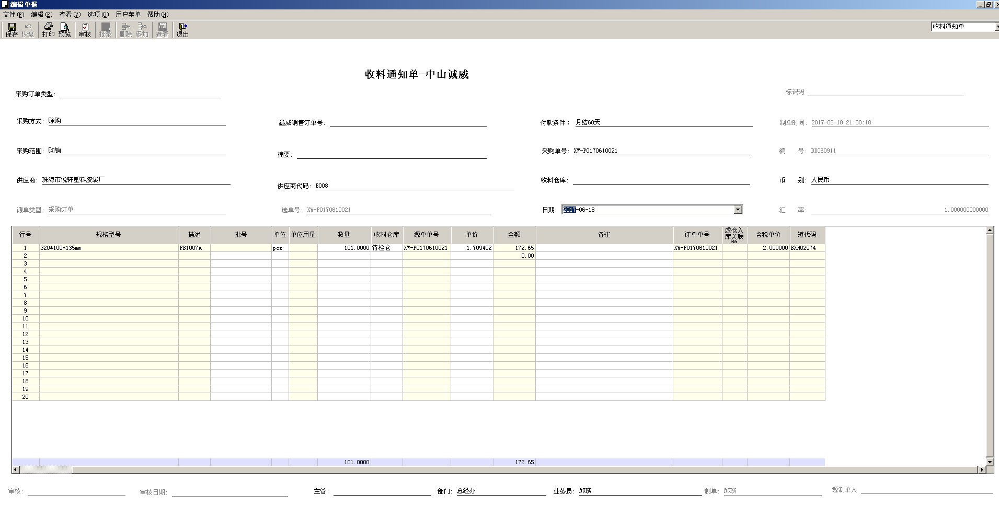 编辑单据
文件(F) 编辑(E) 查看(V) 选项(O) 用户菜单 帮助(H)
保存 恢复 打印 预览 审核 批录 删除 添加 查看 退出 收料通知单
收料通知单-中山诚威
采购订单类型: 标识码
采购方式: 赊购 鑫威销售订单号: 付款条件: 月结60天 制单时间: 2017-06-18 21:00:18
采购范围: 购销 摘要: 采购单号: XW-P0170610021 编 号: DD060911
供应商: 珠海市悦轩塑料胶袋厂 供应商代码: B008 收料仓库: 币 别: 人民币
源单类型: 采购订单 选单号: XW-P0170610021 日期: 2017-06-18 汇 率: 1.000000000000
行号 规格型号 描述 批号 单位 单位用量 数量 收料仓库 源单单号 单价 金额 备注 订单单号 虚仓入库关联数 含税单价 短代码
1 320*100*135mm FB1007A pcs 101.0000 待检仓 XW-P0170610021 1.709402 172.65 XW-P0170610021 2.000000 BXH02974
2 0.00
3
4
5
6
7
8
9
10
11
12
13
14
15
16
17
18
19
20
101.0000 172.65
审核: 审核日期: 主管: 部门: 总经办 业务员: 邱琰 制单: 邱琰 源制单人